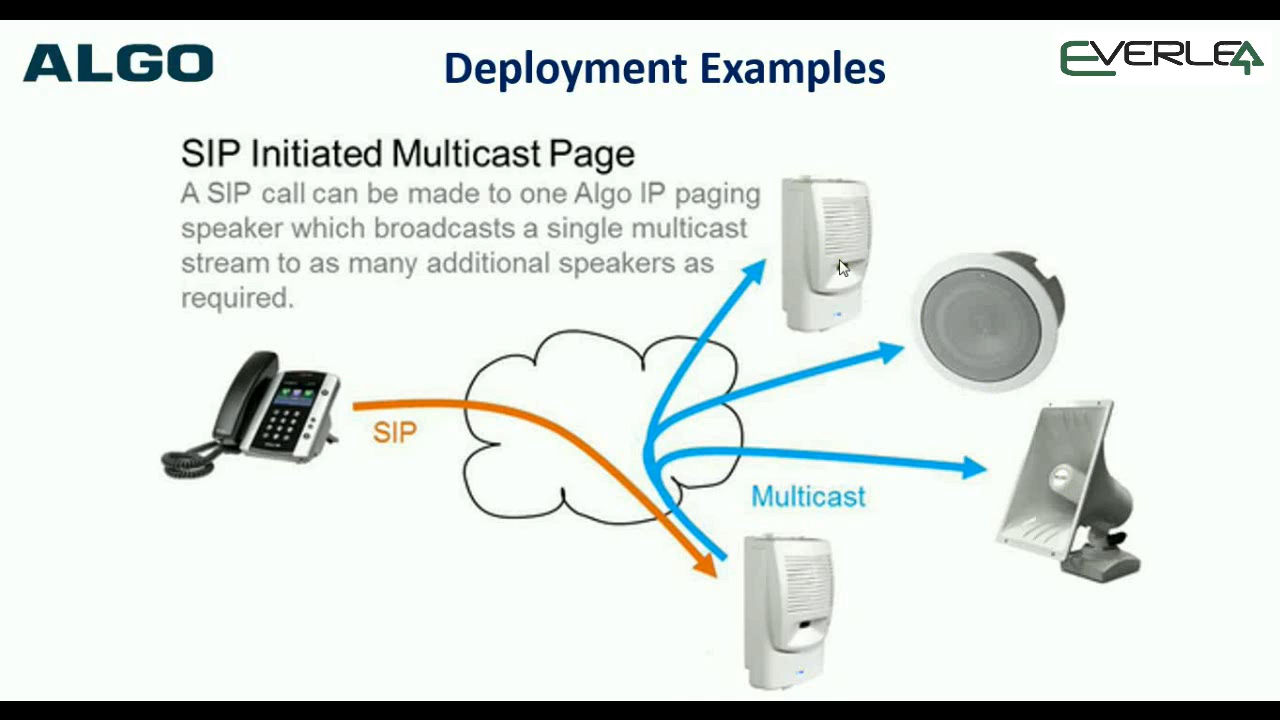 ALGO
Deployment Examples
EVERLEA
SIP Initiated Multicast Page
A SIP call can be made to one Algo IP paging
speaker which broadcasts a single multicast
stream to as many additional speakers as
required.
SIP
Multicast